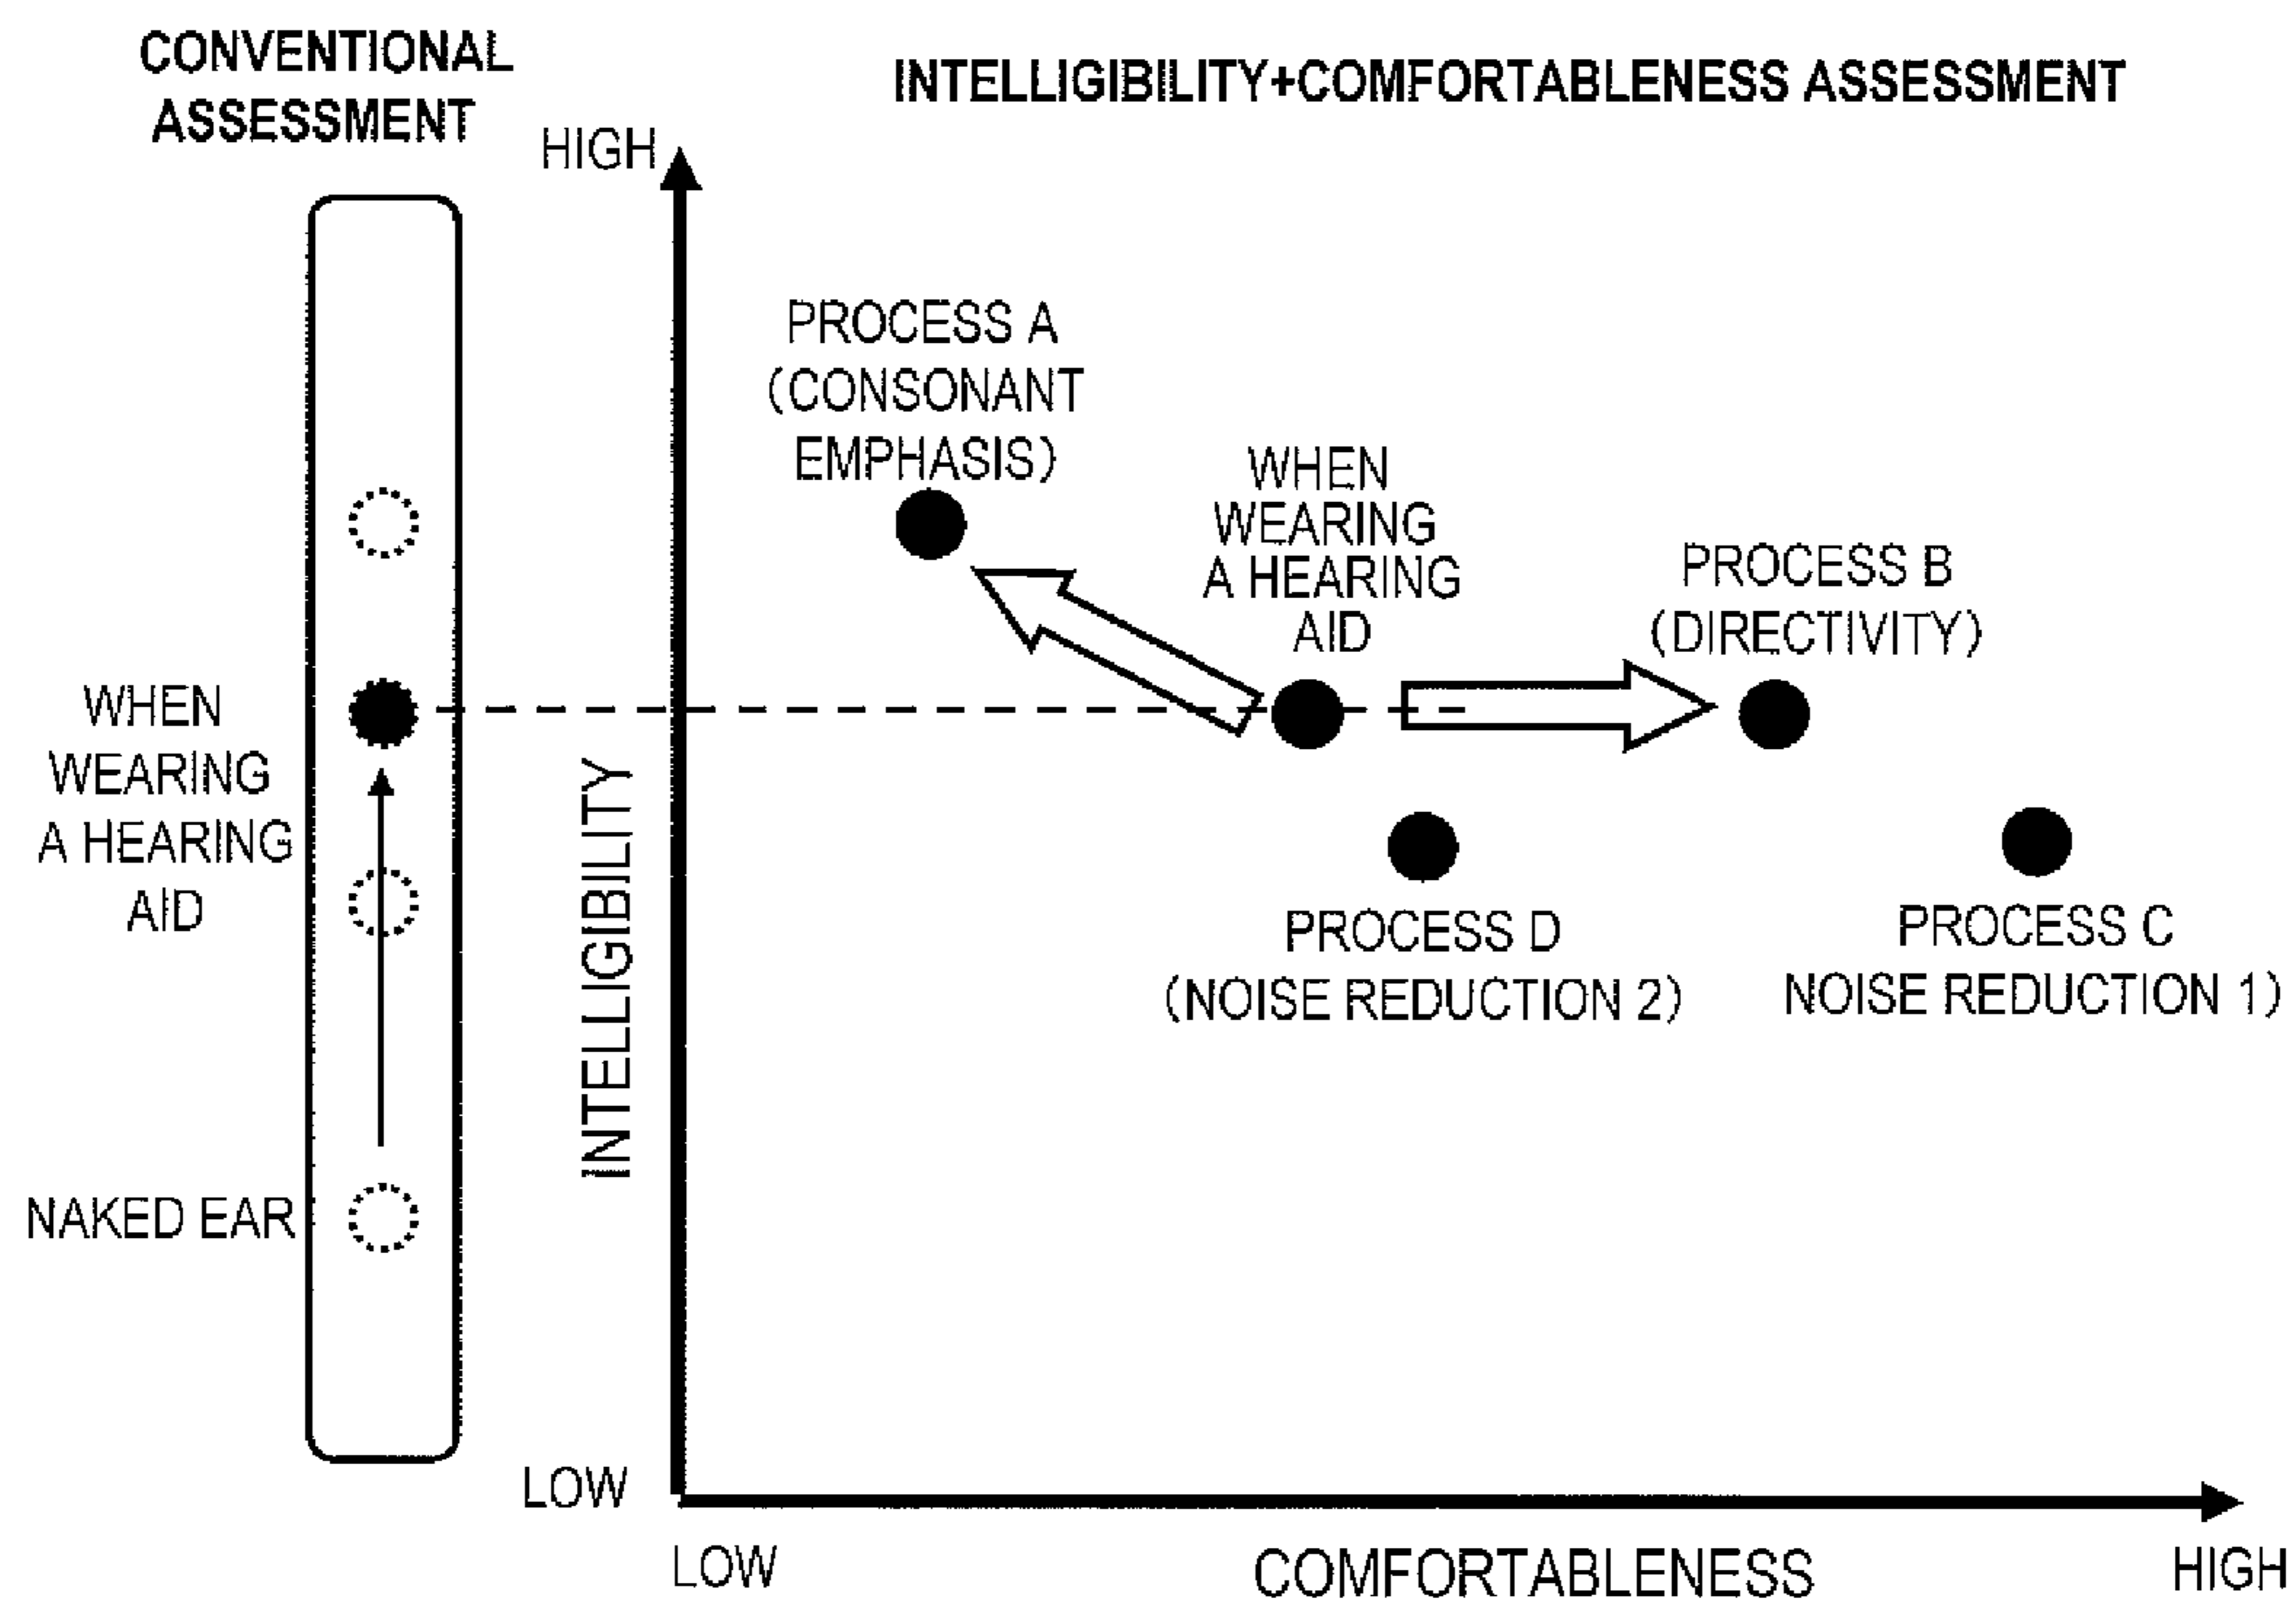 CONVENTIONAL
ASSESSMENT
INTELLIGIBILITY+COMFORTABLENESS ASSESSMENT
HIGH
PROCESS A
(CONSONANT
EMPHASIS)
WHEN
WEARING
A HEARING
AID
PROCESS B
(DIRECTIVITY)
WHEN
WEARING
A HEARING
AID
INTELLIGIBILITY
PROCESS D
(NOISE REDUCTION 2)
PROCESS C
NOISE REDUCTION 1)
NAKED EAR
LOW
LOW
COMFORTABLENESS
HIGH